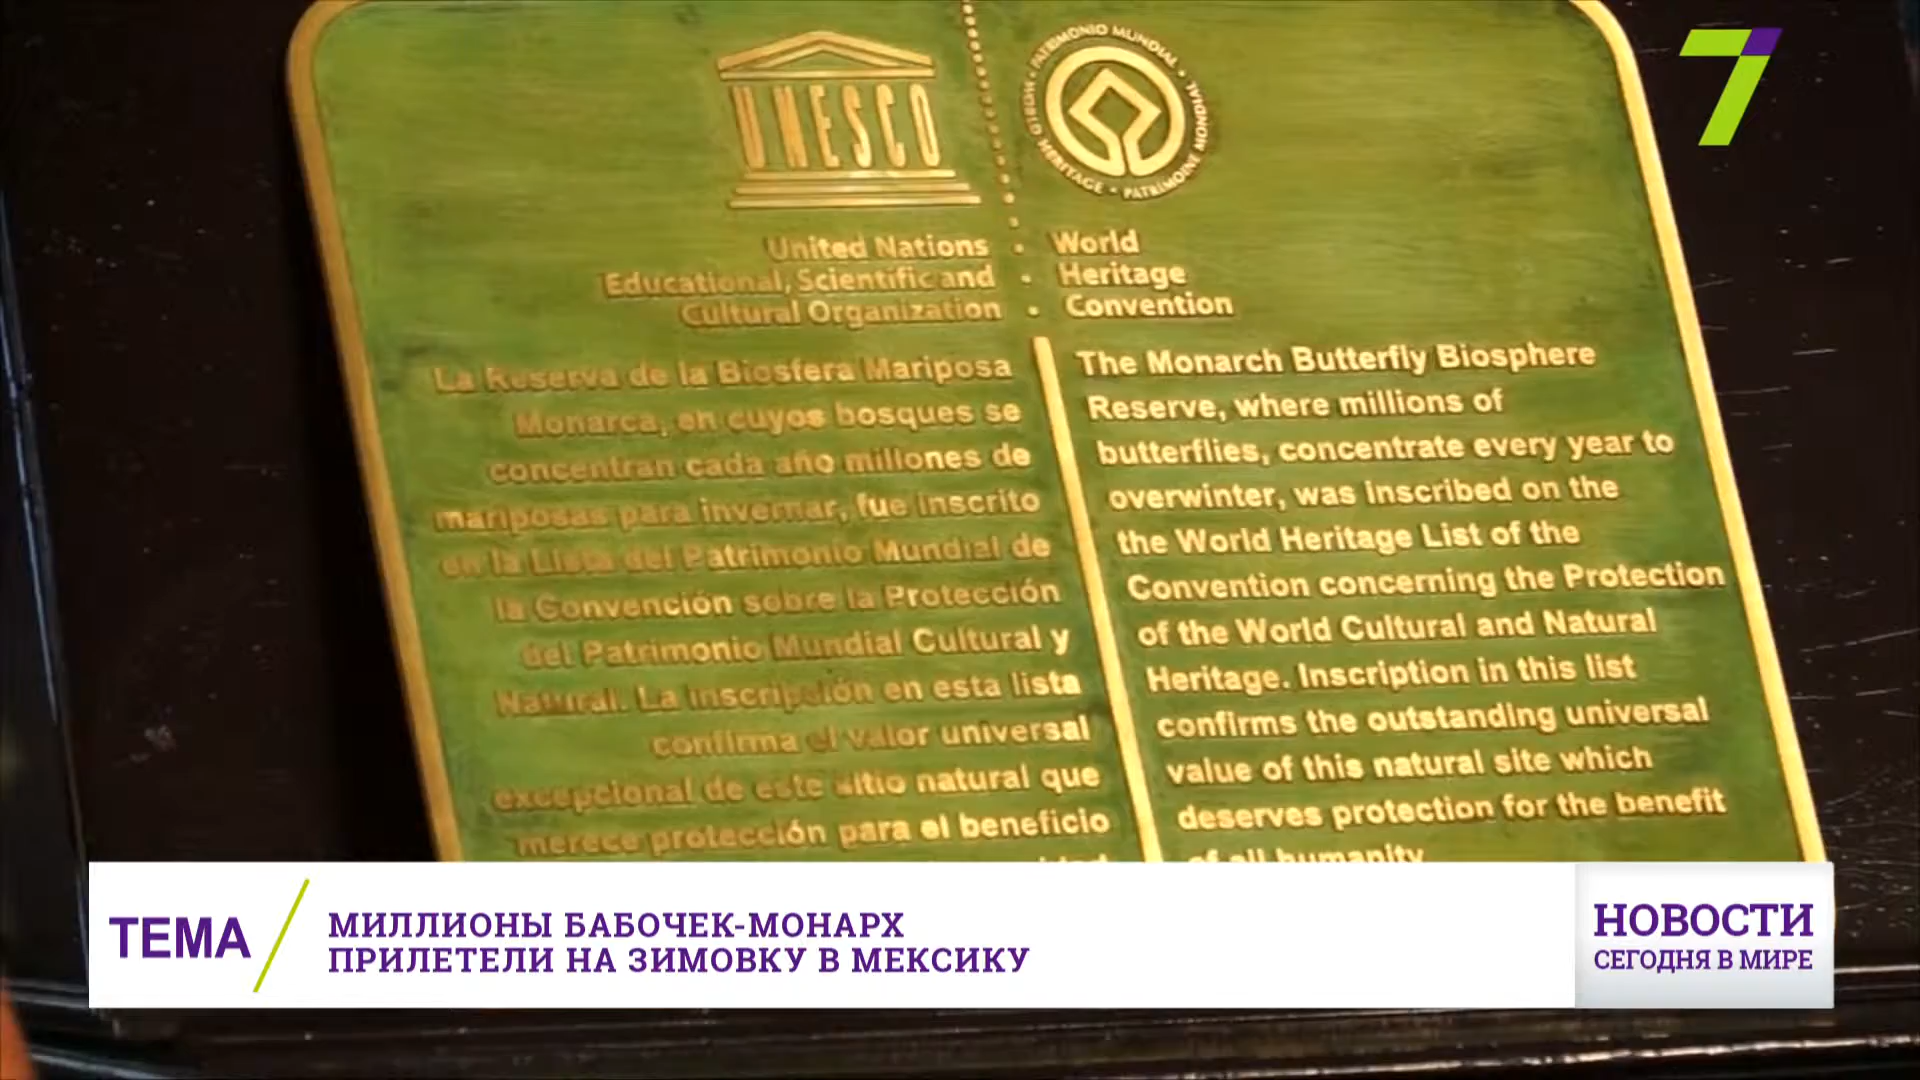 7
UNESCO
WORLD HERITAGE • PATRIMONIO MUNDIAL • PATRIMOINE MONDIAL •
United Nations
Educational, Scientific and
Cultural Organization
World
Heritage
Convention
La Reserva de la Biosfera Mariposa
Monarca, en cuyos bosques se
concentran cada año millones de
mariposas para invernar, fue inscrito
en la Lista del Patrimonio Mundial de
la Convención sobre la Protección
del Patrimonio Mundial Cultural y
Natural. La inscripción en esta lista
confirma el valor universal
excepcional de este sitio natural que
merece protección para el beneficio
The Monarch Butterfly Biosphere
Reserve, where millions of
butterflies, concentrate every year to
overwinter, was inscribed on the
the World Heritage List of the
Convention concerning the Protection
of the World Cultural and Natural
Heritage. Inscription in this list
confirms the outstanding universal
value of this natural site which
deserves protection for the benefit
of all humanity
ТЕМА
МИЛЛИОНЫ БАБОЧЕК-МОНАРХ
ПРИЛЕТЕЛИ НА ЗИМОВКУ В МЕКСИКУ
НОВОСТИ
СЕГОДНЯ В МИРЕ